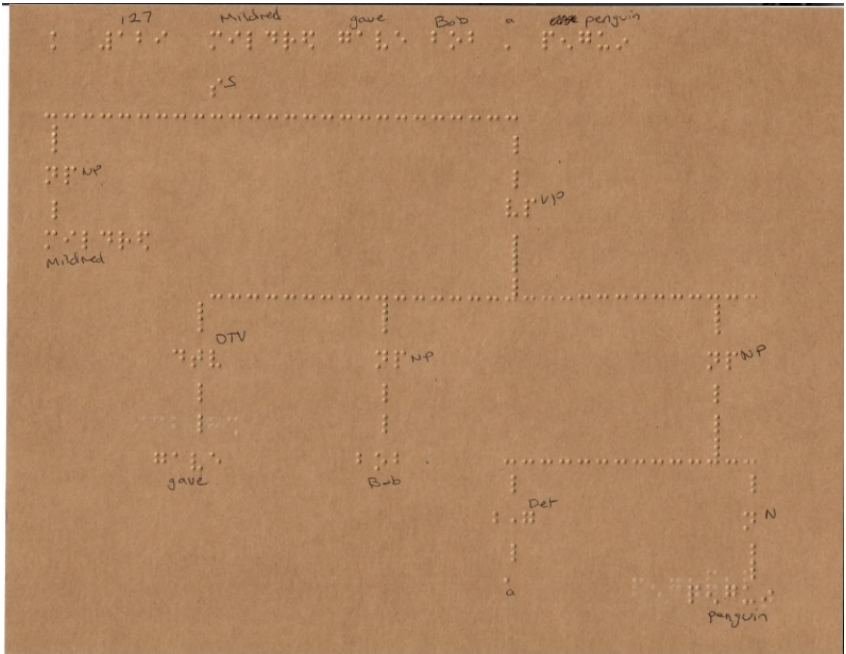 127 Mildred gave Bob a penguin
S
NP
VP
Mildred
DTV NP NP
gave Bob
Det N
a
penguin